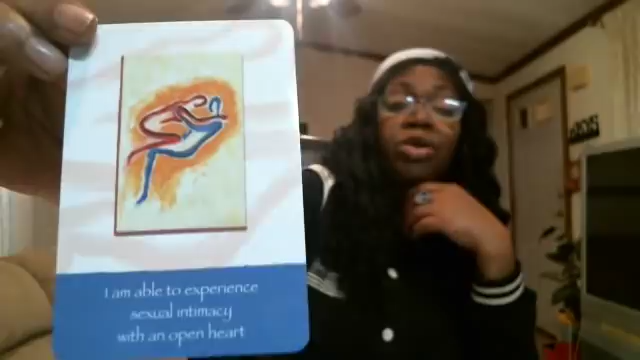 I am able to experience
sexual intimacy
with an open heart